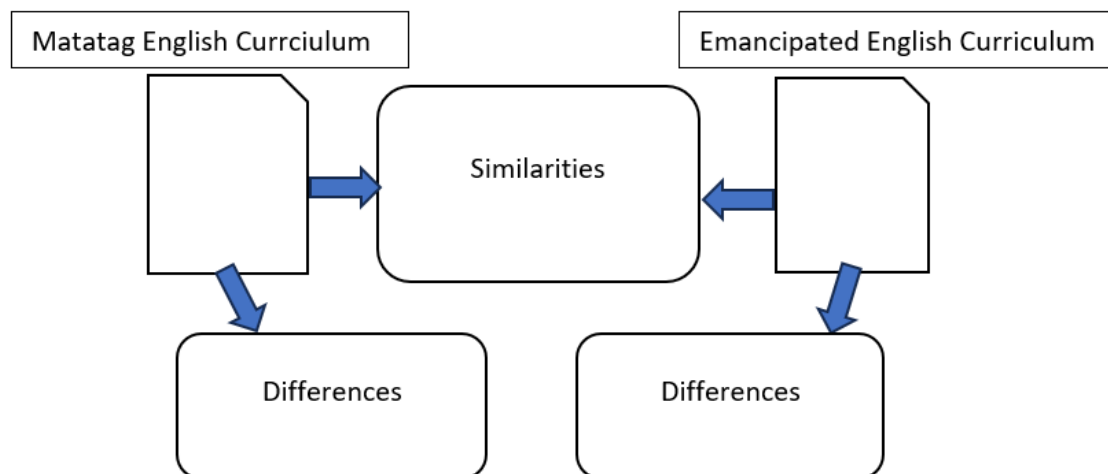 Matatag English Currciulum
Emancipated English Curriculum
Similarities
Differences
Differences